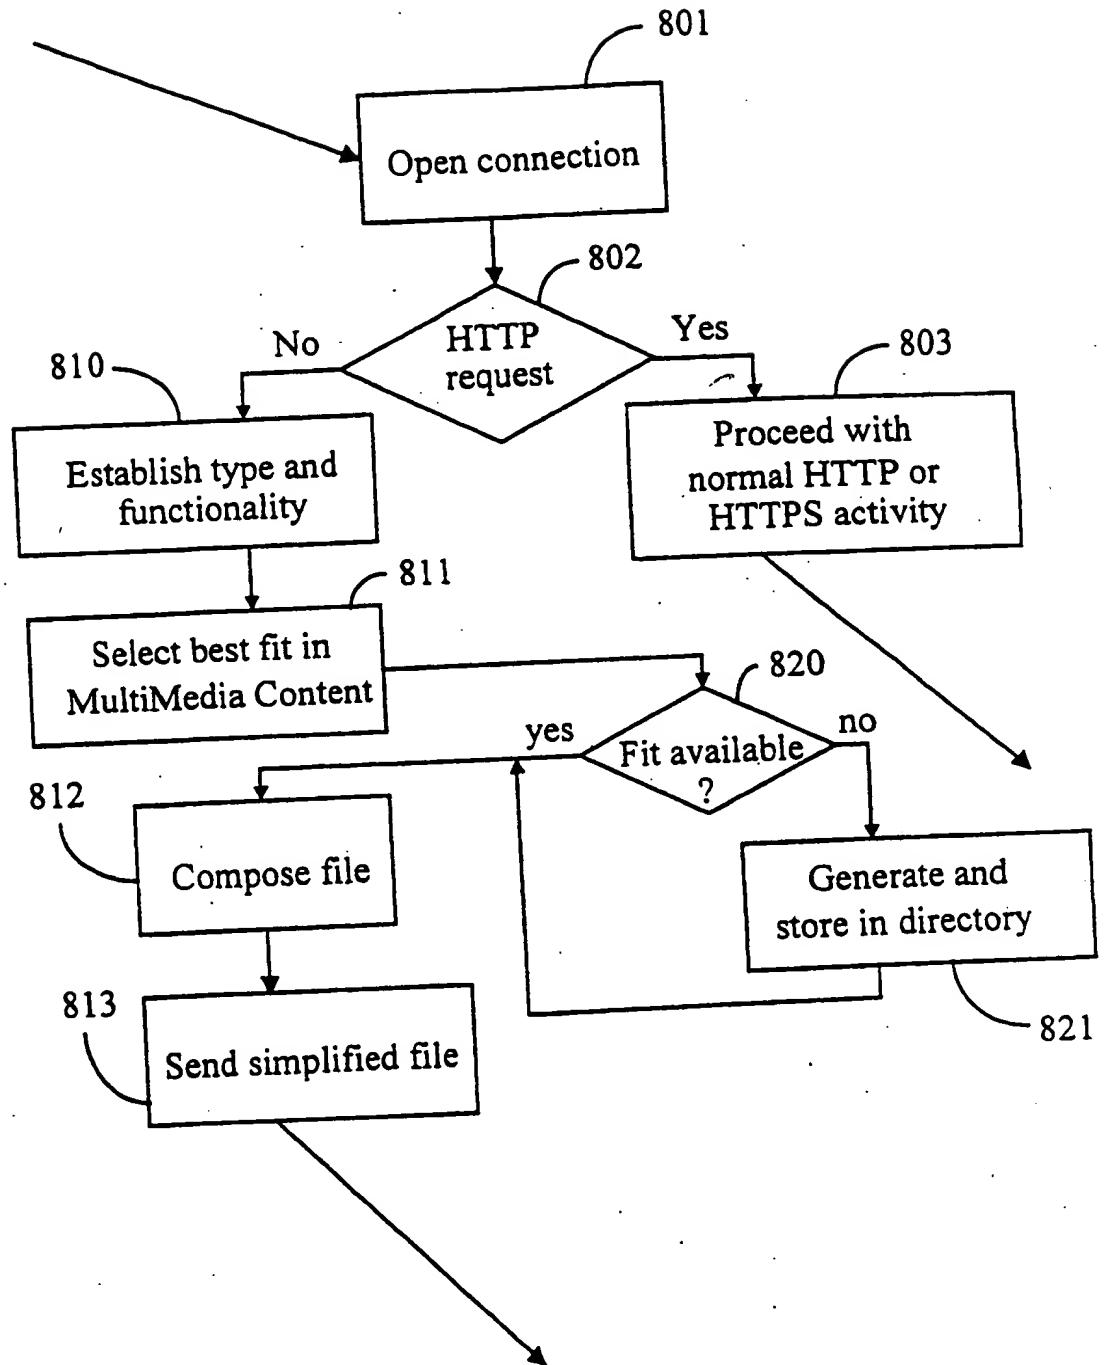 801
Open connection
802
HTTP
request
No
Yes
803
810
Establish type and
functionality
Proceed with
normal HTTP or
HTTPS activity
811
Select best fit in
MultiMedia Content
820
Fit available
?
yes
no
812
Compose file
Generate and
store in directory
821
813
Send simplified file